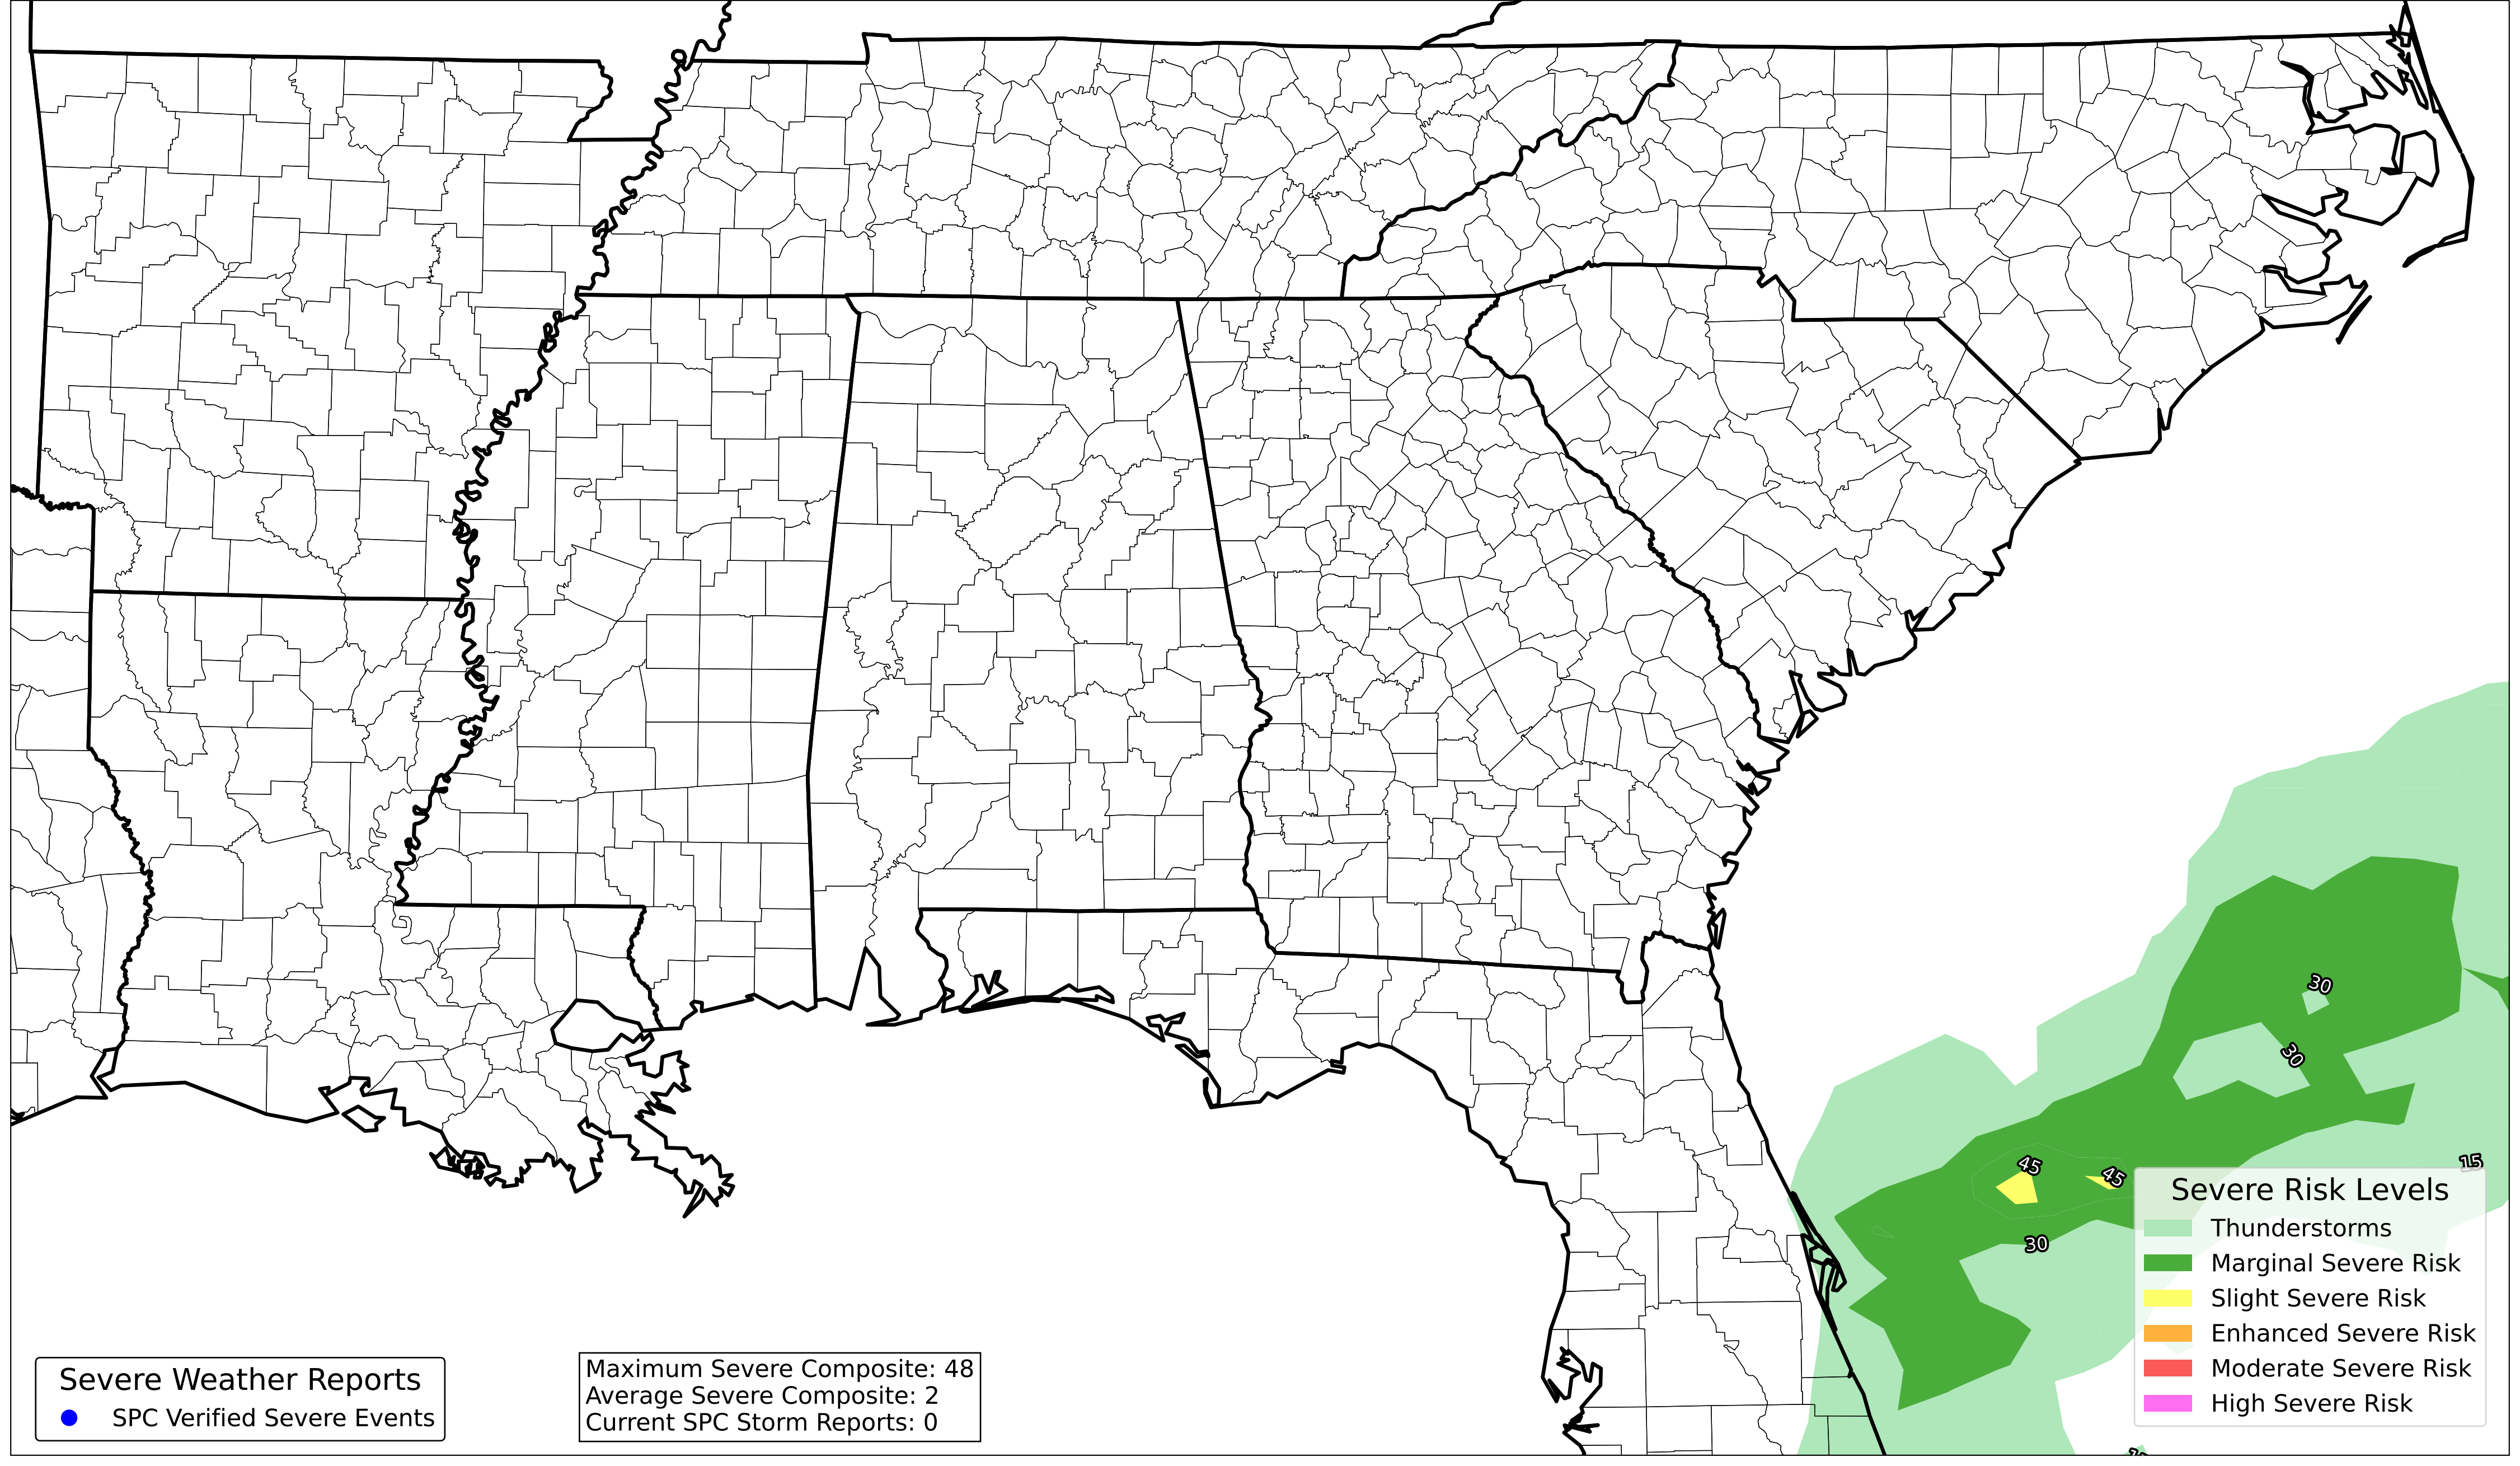 30
30
45
45
15
30
Severe Risk Levels
Thunderstorms
Marginal Severe Risk
Slight Severe Risk
Enhanced Severe Risk
Moderate Severe Risk
High Severe Risk
Severe Weather Reports
SPC Verified Severe Events
Maximum Severe Composite: 48
Average Severe Composite: 2
Current SPC Storm Reports: 0